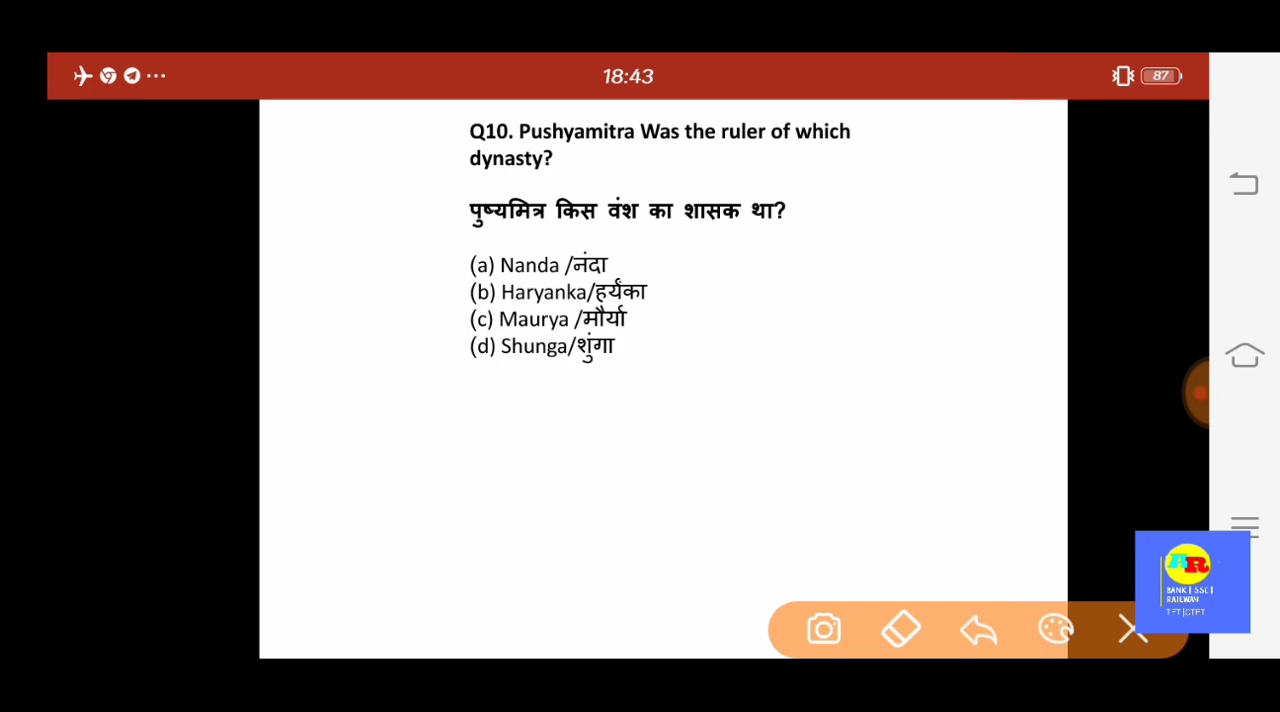 18:43
87
Q10. Pushyamitra Was the ruler of which
dynasty?
पुष्यमित्र किस वंश का शासक था?
(a) Nanda /नंदा
(b) Haryanka/हर्यंका
(c) Maurya /मौर्या
(d) Shunga/शुंगा
AR
BANK | SSC |
RAILWAY
TET |CTET